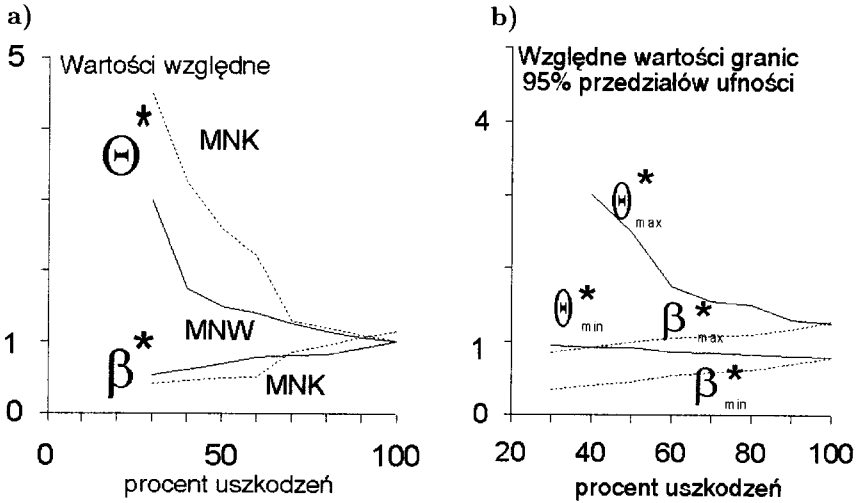 a)
5
Wartości względne
Θ*
MNK
MNW
1
β*
MNK
0
0
50
100
procent uszkodzeń
b)
Względne wartości granic
95% przedziałów ufności
4
Θ*max
Θ*min
β*max
1
β*min
0
20
40
60
80
100
procent uszkodzeń